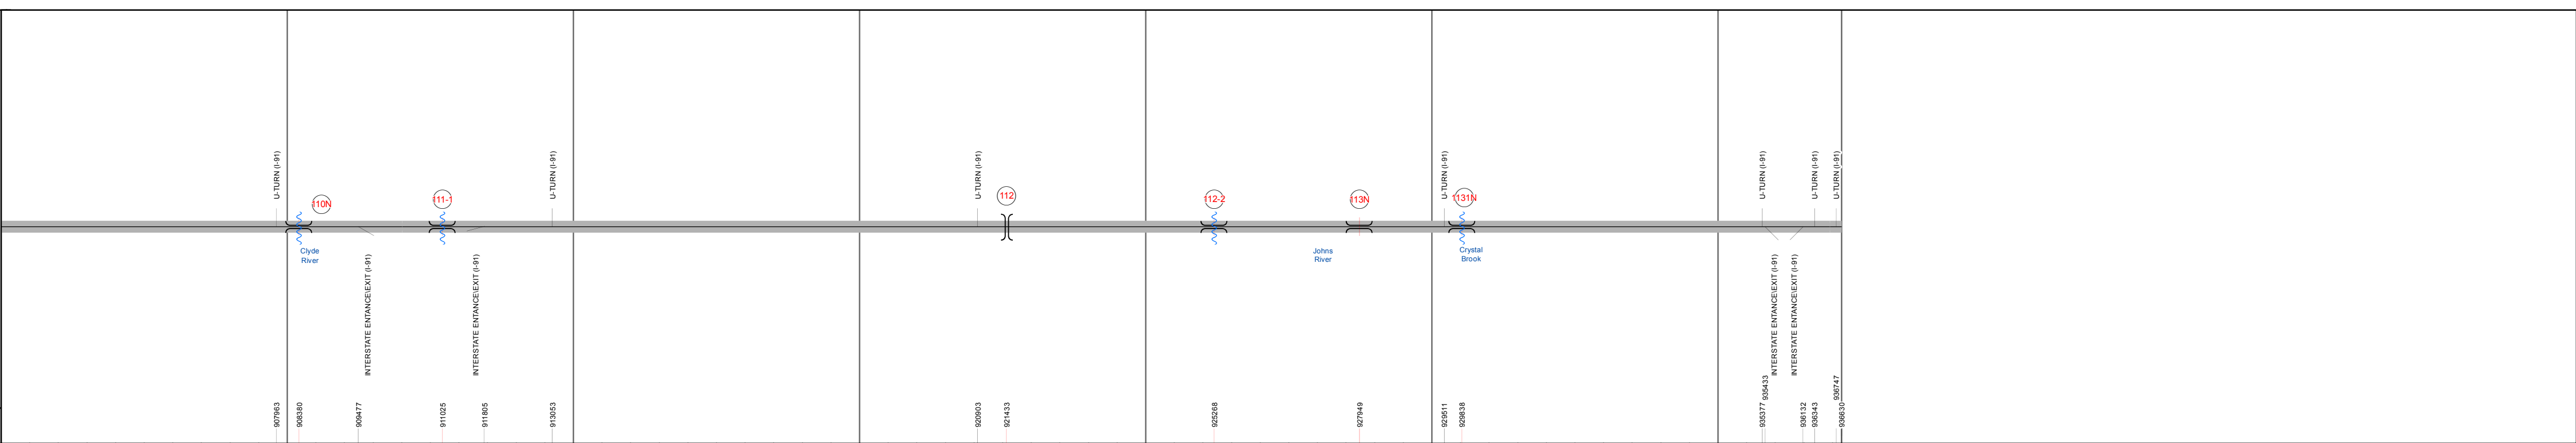 U-TURN (I-91)
U-TURN (I-91)
U-TURN (I-91)
U-TURN (I-91)
U-TURN (I-91)
U-TURN (I-91)
U-TURN (I-91)
110N
111-1
112
112-2
113N
1131N
Clyde
River
Johns
River
Crystal
Brook
INTERSTATE ENTANCE\EXIT (I-91)
INTERSTATE ENTANCE\EXIT (I-91)
INTERSTATE ENTANCE\EXIT (I-91)
INTERSTATE ENTANCE\EXIT (I-91)
907963
908380
909477
911025
911805
913053
920903
921433
925268
927949
929511
929838
935377
935433
936132
936343
936747
936630